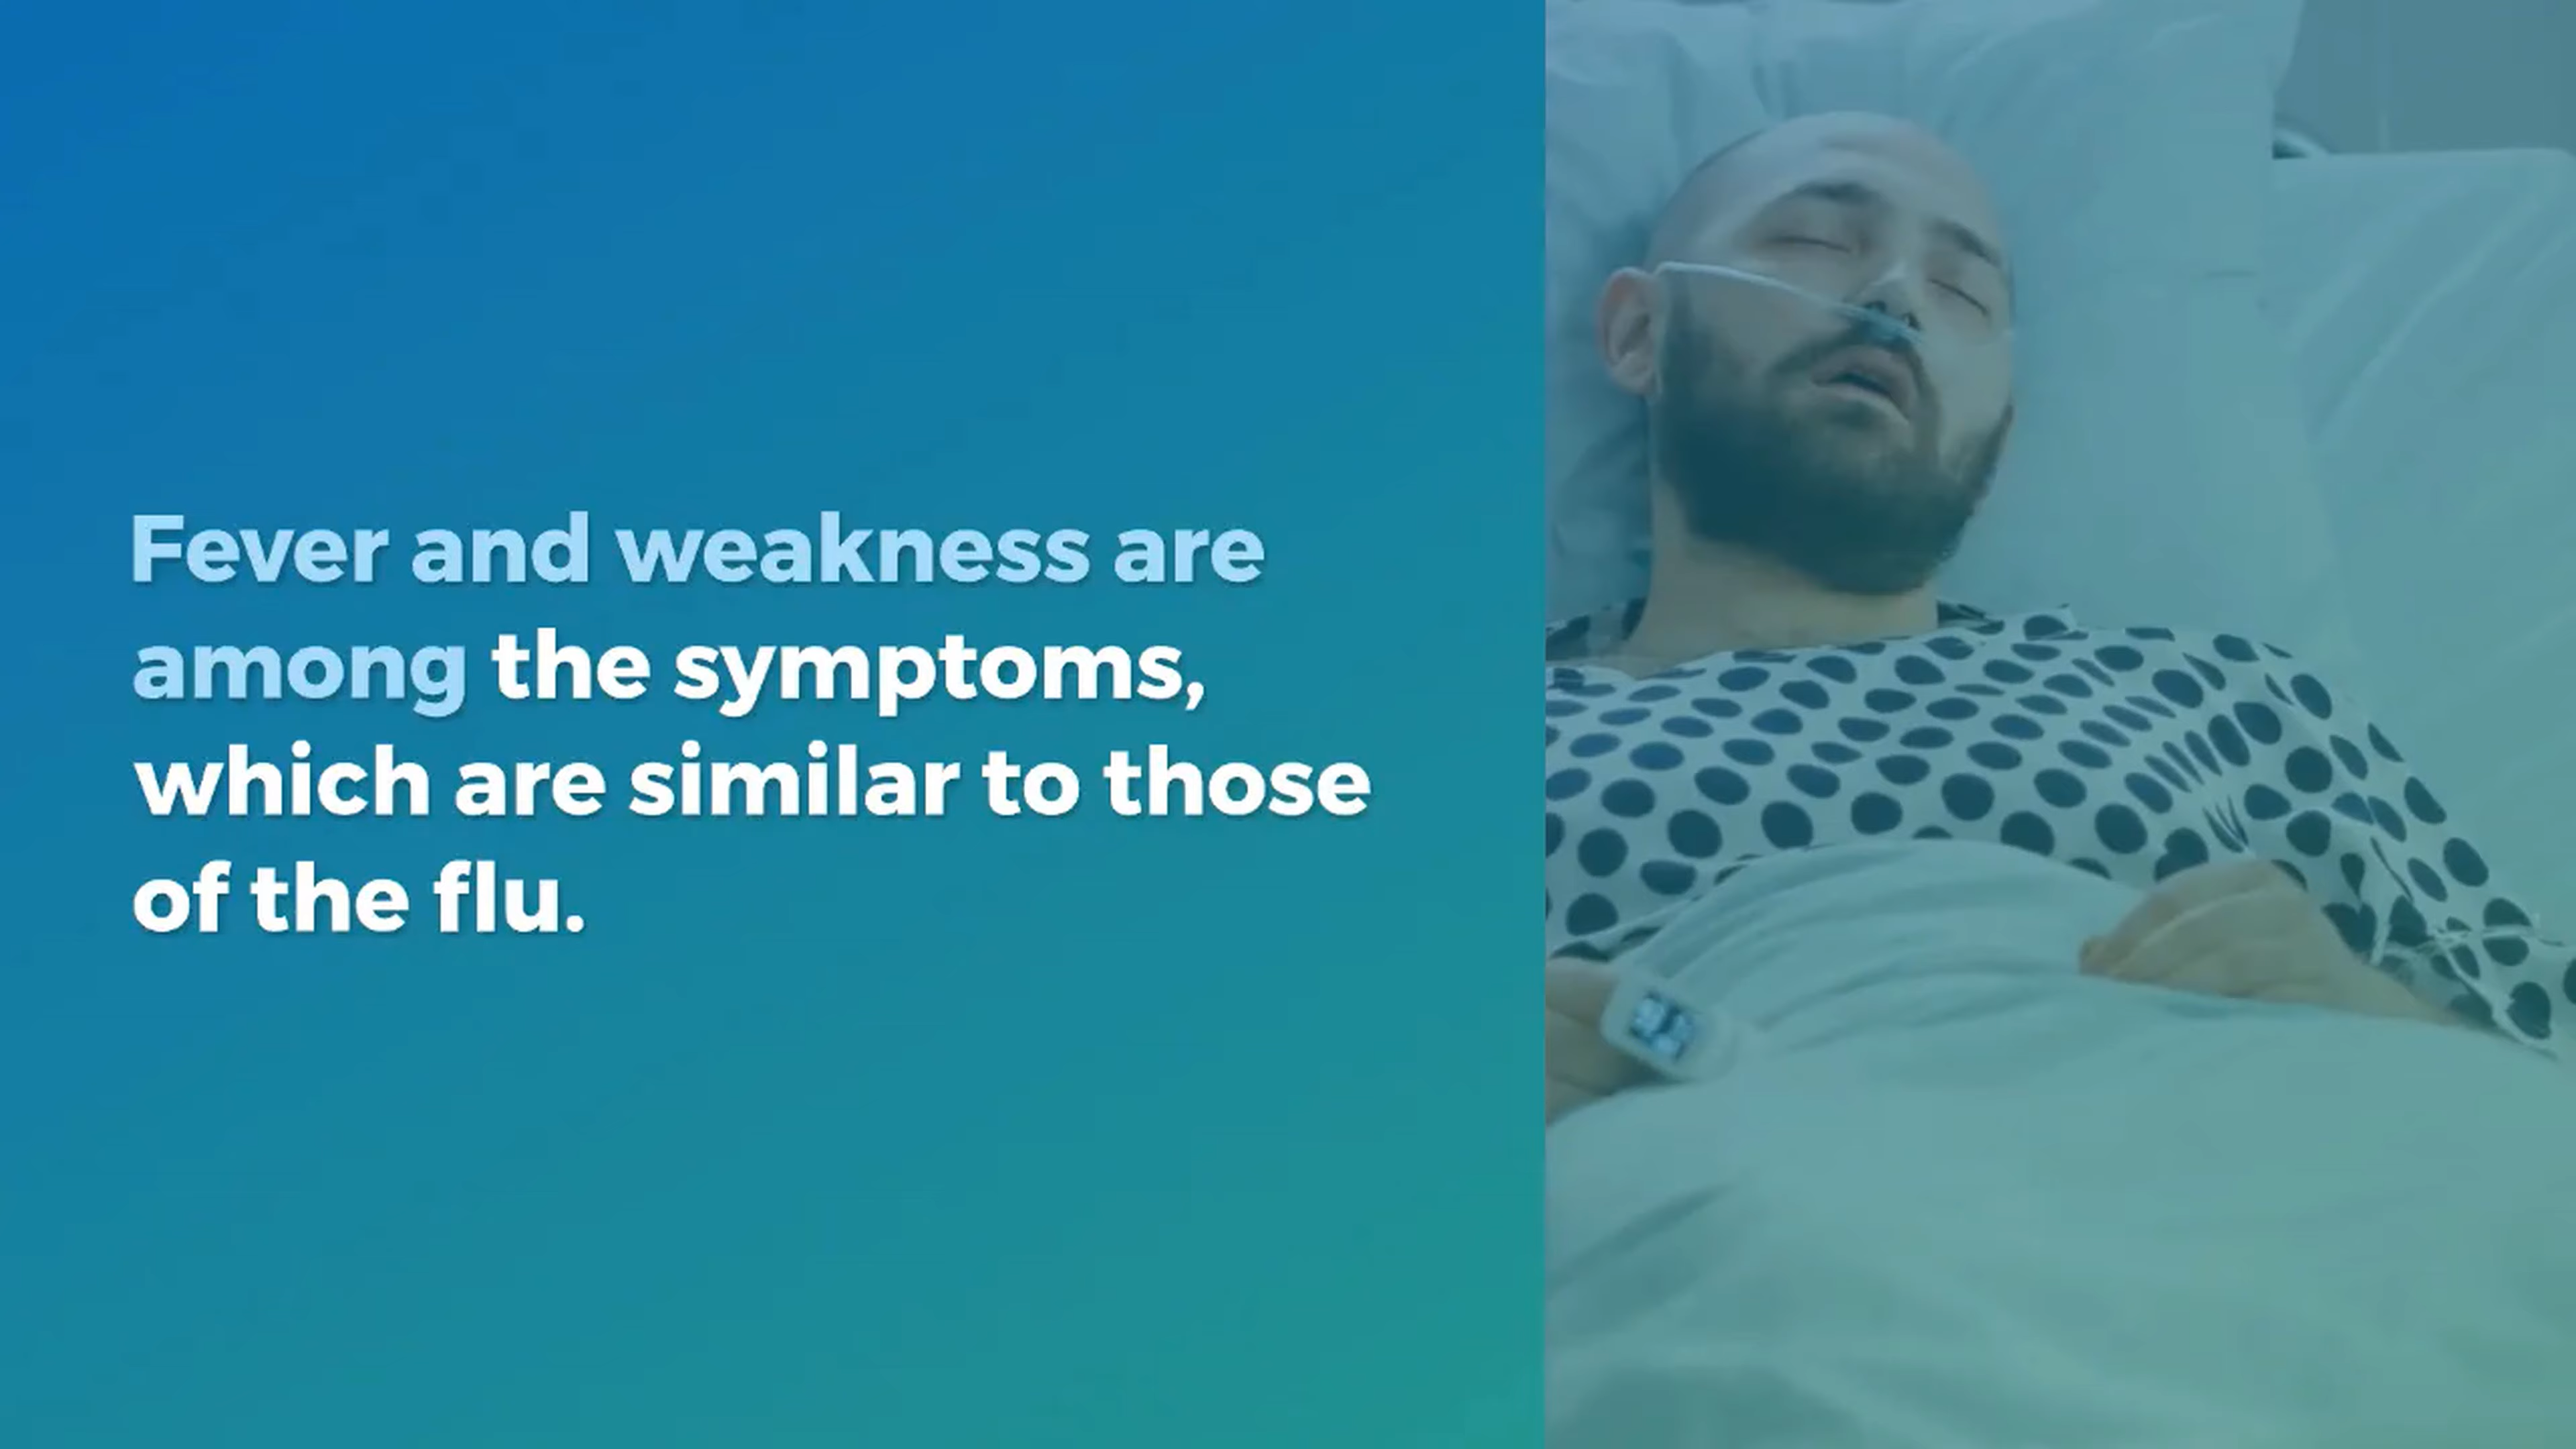 Fever and weakness are
among the symptoms,
which are similar to those
of the flu.